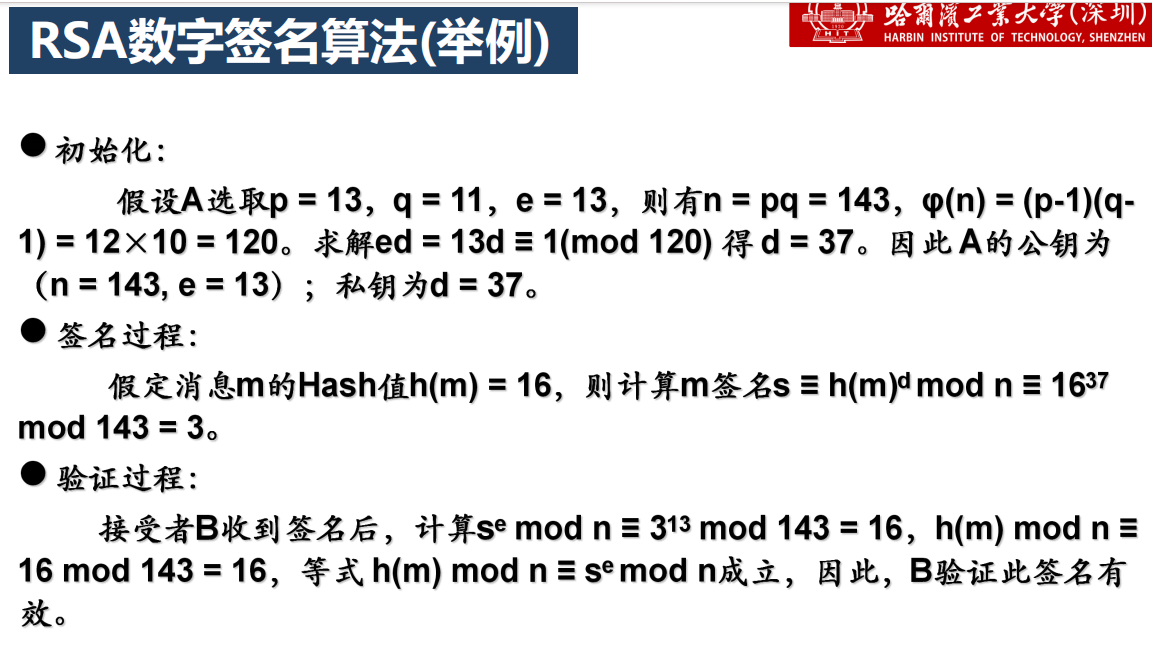 RSA数字签名算法(举例)
哈爾濱工業大学(深圳)
HARBIN INSTITUTE OF TECHNOLOGY, SHENZHEN
HIT
● 初始化：
假设A选取p = 13，q = 11，e = 13，则有n = pq = 143，φ(n) = (p-1)(q-
1) = 12×10 = 120。求解ed = 13d ≡ 1(mod 120) 得 d = 37。因此 A的公钥为
（n = 143, e = 13）；私钥为d = 37。
● 签名过程：
假定消息m的Hash值h(m) = 16，则计算m签名s ≡ h(m)ᵈ mod n ≡ 16³⁷
mod 143 = 3。
● 验证过程：
接受者B收到签名后，计算sᵉ mod n ≡ 3¹³ mod 143 = 16，h(m) mod n ≡
16 mod 143 = 16，等式 h(m) mod n ≡ sᵉ mod n成立，因此，B验证此签名有
效。